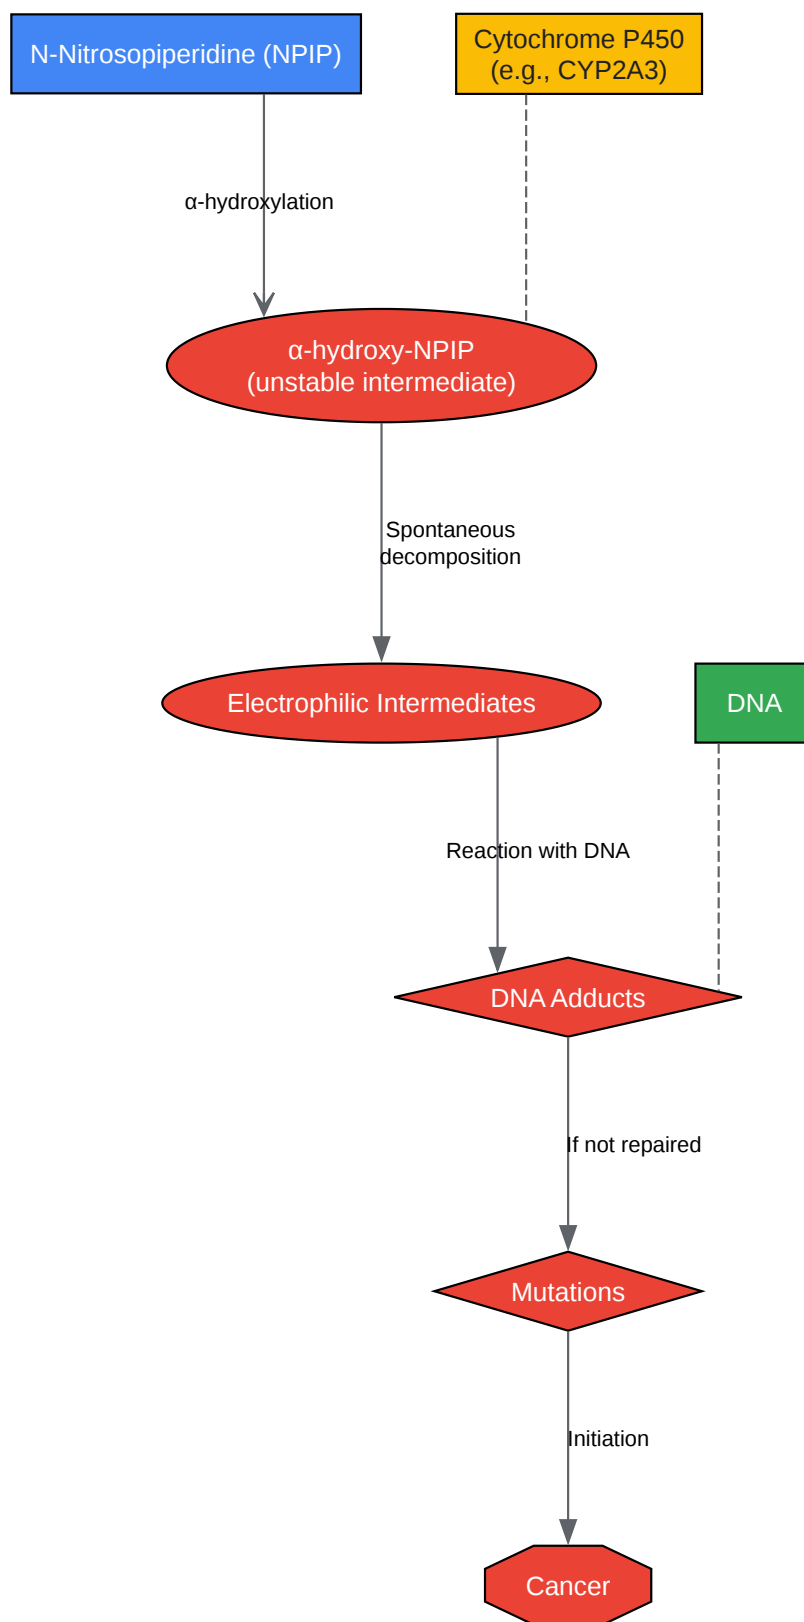 N-Nitrosopiperidine (NPIP)
Cytochrome P450
(e.g., CYP2A3)
α-hydroxylation
α-hydroxy-NPIP
(unstable intermediate)
Spontaneous
decomposition
Electrophilic Intermediates
DNA
Reaction with DNA
DNA Adducts
If not repaired
Mutations
Initiation
Cancer